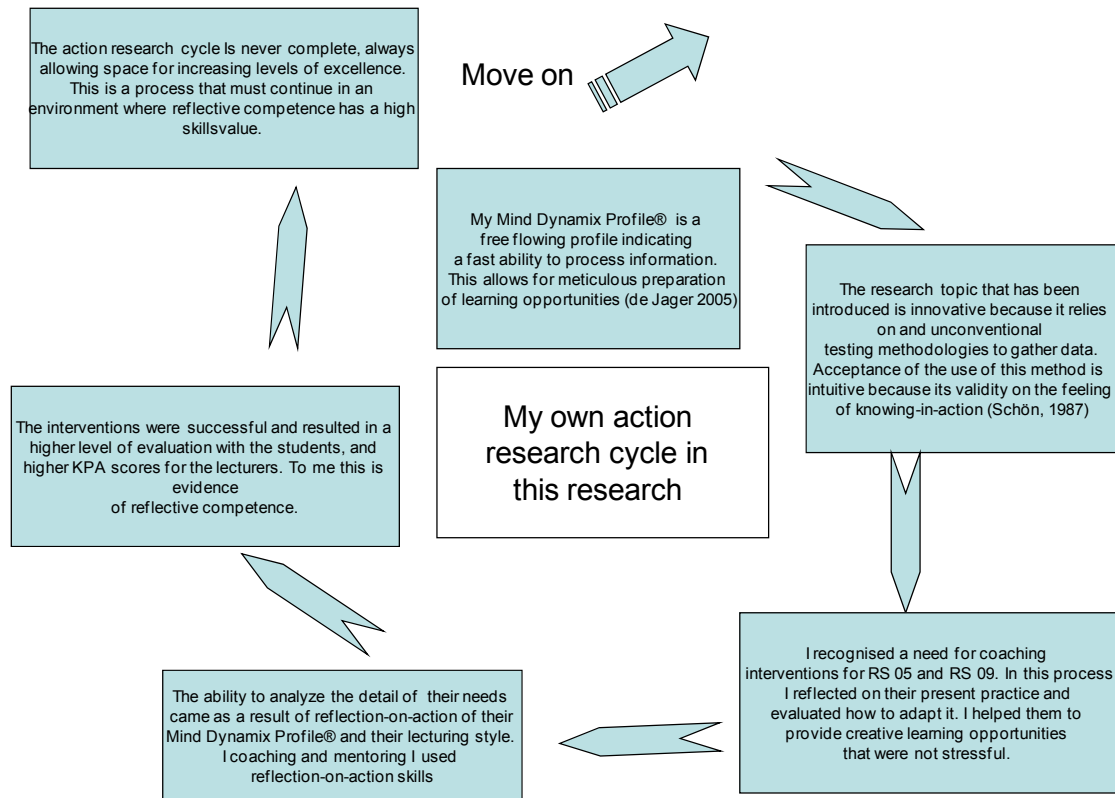 The action research cycle Is never complete, always
allowing space for increasing levels of excellence.
This is a process that must continue in an
environment where reflective competence has a high
skillsvalue.
Move on
My Mind Dynamix Profile® is a
free flowing profile indicating
a fast ability to process information.
This allows for meticulous preparation
of learning opportunities (de Jager 2005)
The research topic that has been
introduced is innovative because it relies
on and unconventional
testing methodologies to gather data.
Acceptance of the use of this method is
intuitive because its validity on the feeling
of knowing-in-action (Schön, 1987)
My own action
research cycle in
this research
The interventions were successful and resulted in a
higher level of evaluation with the students, and
higher KPA scores for the lecturers. To me this is
evidence
of reflective competence.
I recognised a need for coaching
interventions for RS 05 and RS 09. In this process
I reflected on their present practice and
evaluated how to adapt it. I helped them to
provide creative learning opportunities
that were not stressful.
The ability to analyze the detail of their needs
came as a result of reflection-on-action of their
Mind Dynamix Profile® and their lecturing style.
I coaching and mentoring I used
reflection-on-action skills